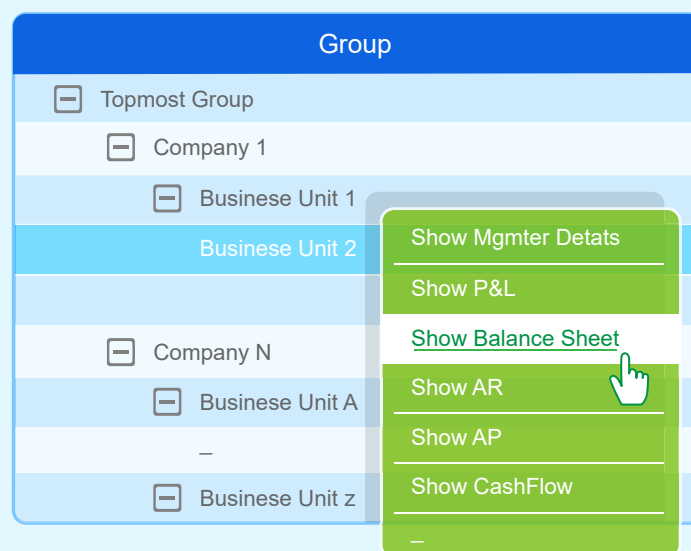 Group
Topmost Group
Company 1
Businese Unit 1
Businese Unit 2
Company N
Businese Unit A
–
Businese Unit z
Show Mgmter Detats
Show P&L
Show Balance Sheet
Show AR
Show AP
Show CashFlow
–